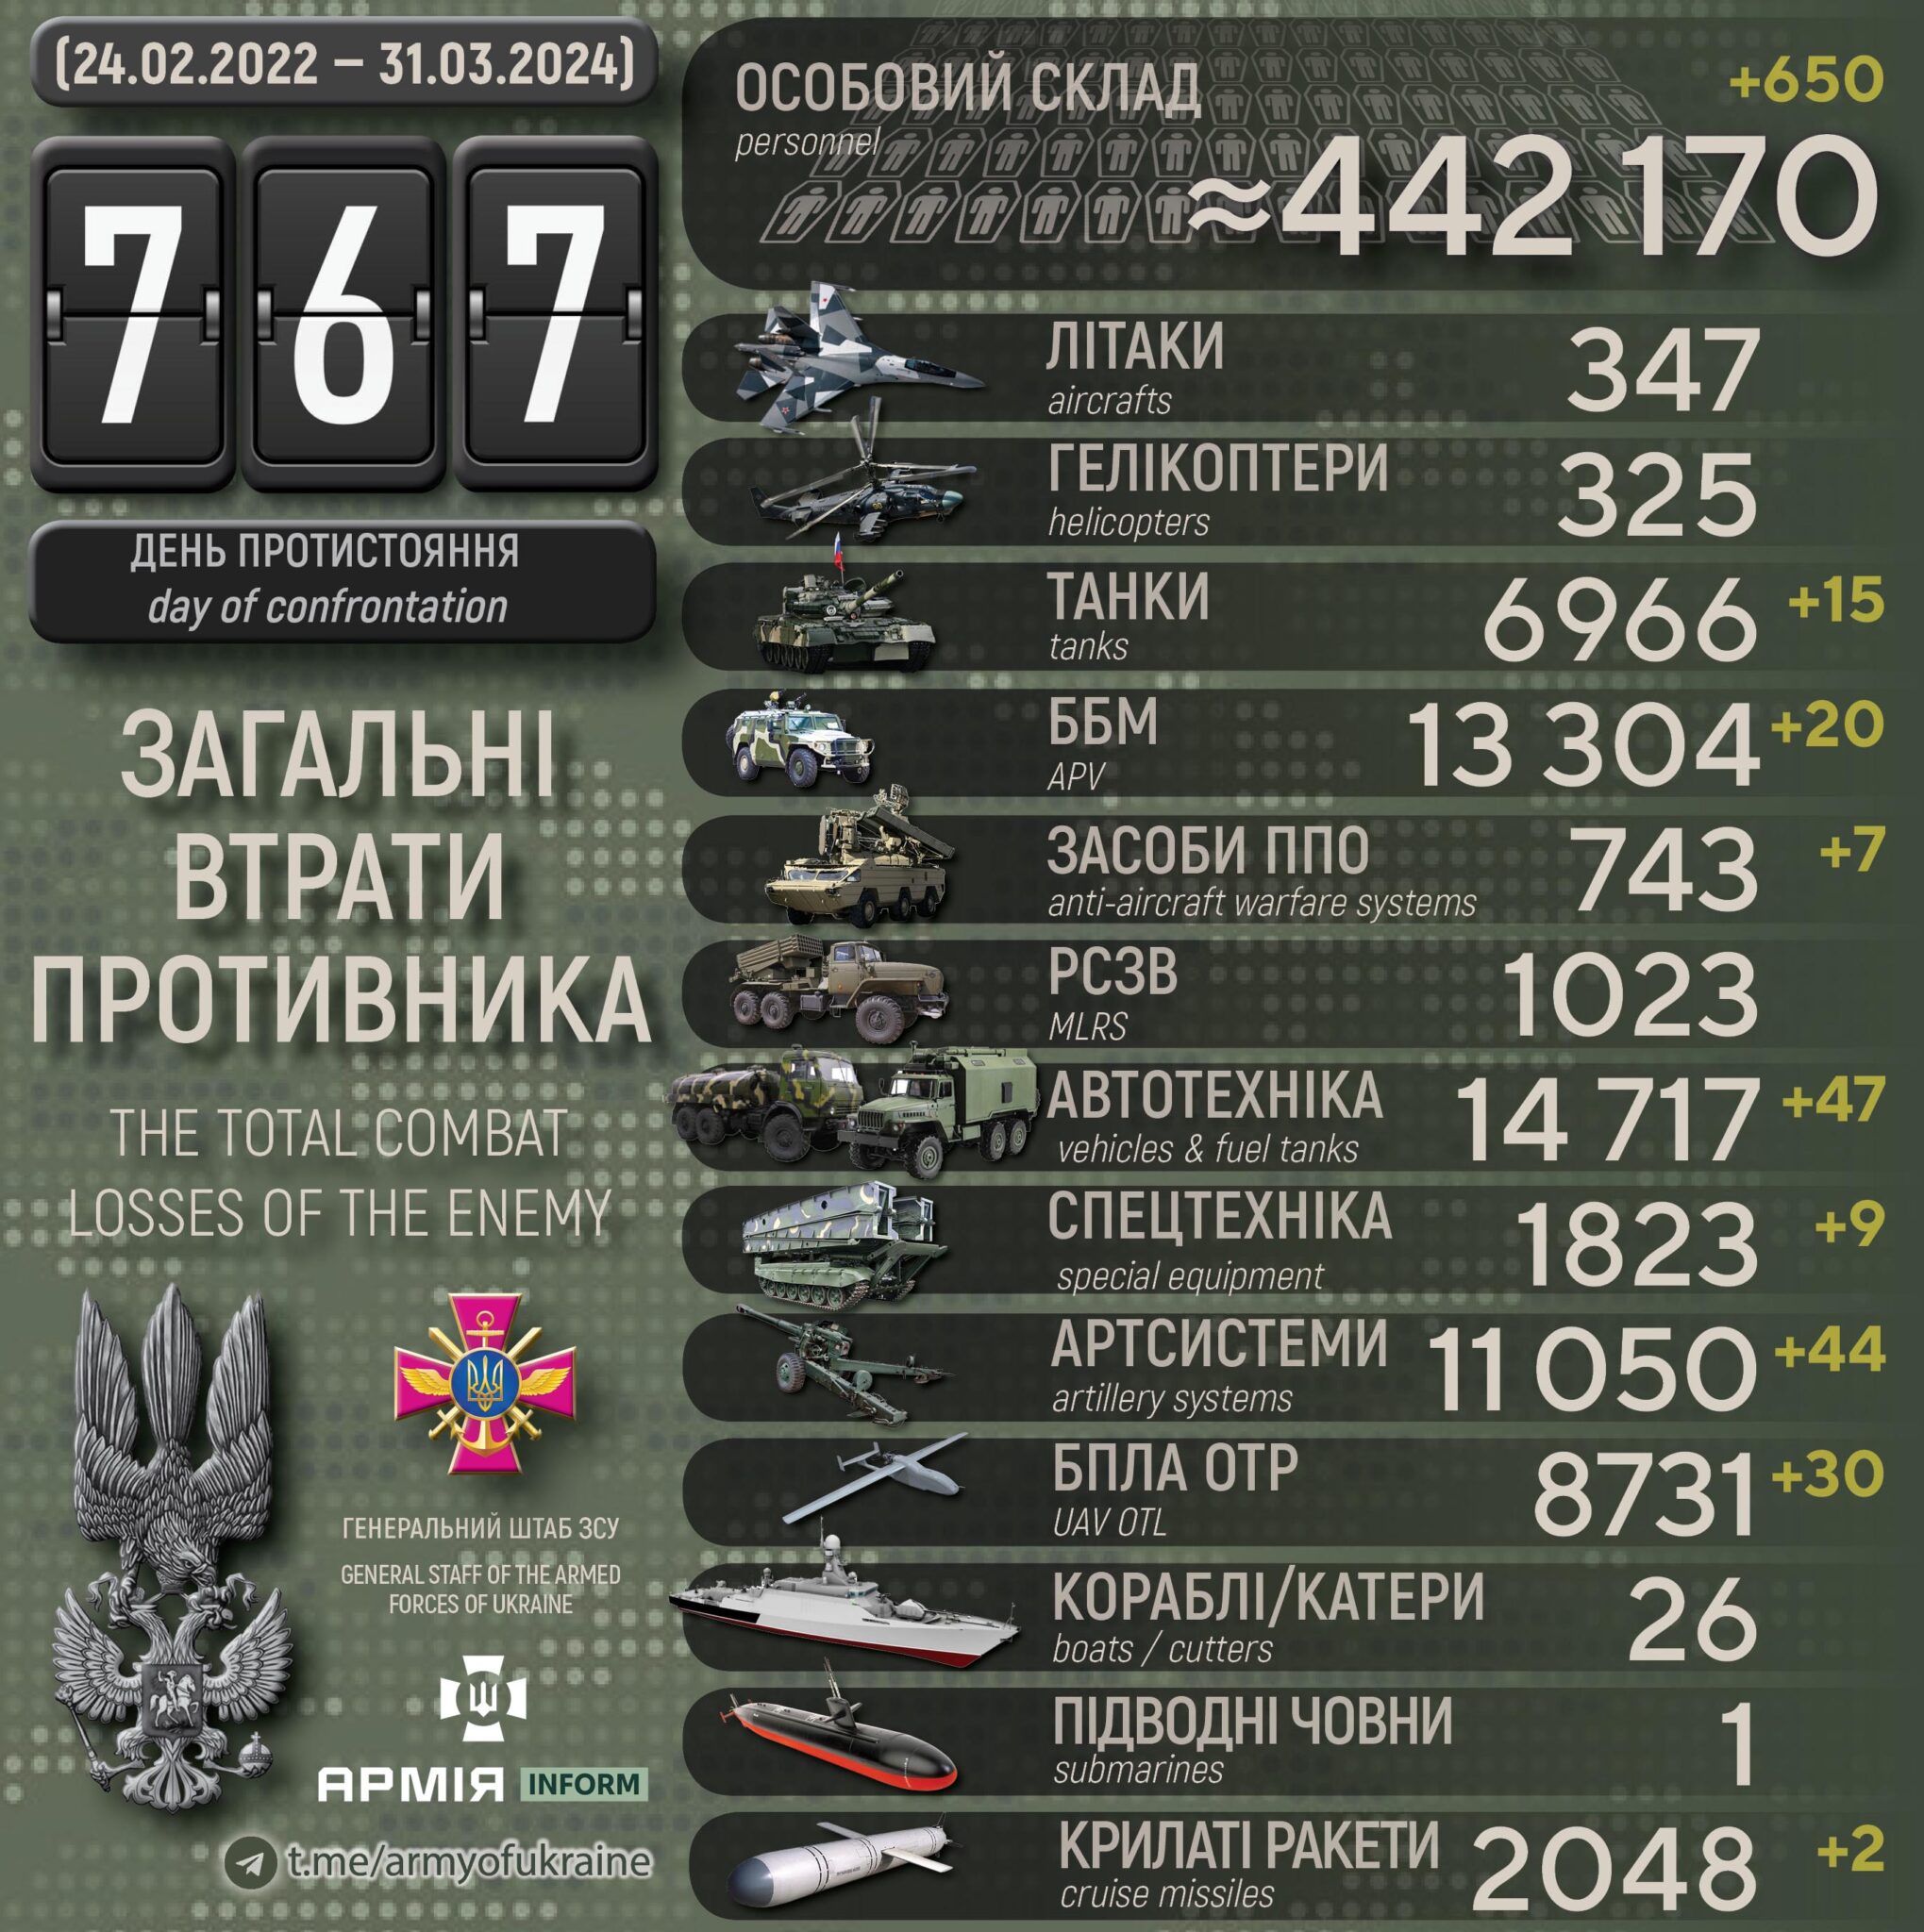 (24.02.2022 – 31.03.2024)
767
ДЕНЬ ПРОТИСТОЯННЯ
day of confrontation
ЗАГАЛЬНІ
ВТРАТИ
ПРОТИВНИКА
THE TOTAL COMBAT
LOSSES OF THE ENEMY
ГЕНЕРАЛЬНИЙ ШТАБ ЗСУ
GENERAL STAFF OF THE ARMED
FORCES OF UKRAINE
АРМІЯ INFORM
t.me/armyofukraine
ОСОБОВИЙ СКЛАД +650
personnel
≈442 170
ЛІТАКИ 347
aircrafts
ГЕЛІКОПТЕРИ 325
helicopters
ТАНКИ 6966 +15
tanks
ББМ 13 304 +20
APV
ЗАСОБИ ППО 743 +7
anti-aircraft warfare systems
РСЗВ 1023
MLRS
АВТОТЕХНІКА 14 717 +47
vehicles & fuel tanks
СПЕЦТЕХНІКА 1823 +9
special equipment
АРТСИСТЕМИ 11 050 +44
artillery systems
БПЛА ОТР 8731 +30
UAV OTL
КОРАБЛІ/КАТЕРИ 26
boats / cutters
ПІДВОДНІ ЧОВНИ 1
submarines
КРИЛАТІ РАКЕТИ 2048 +2
cruise missiles